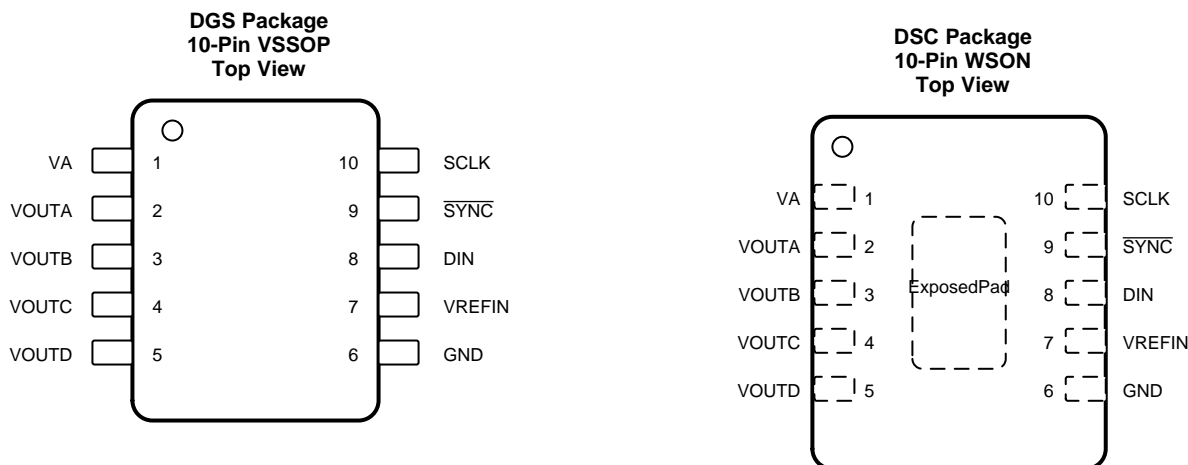 DGS Package
10-Pin VSSOP
Top View
VA 1 10 SCLK
VOUTA 2 9 SYNC
VOUTB 3 8 DIN
VOUTC 4 7 VREFIN
VOUTD 5 6 GND
DSC Package
10-Pin WSON
Top View
VA 1 10 SCLK
VOUTA 2 9 SYNC
VOUTB 3 ExposedPad 8 DIN
VOUTC 4 7 VREFIN
VOUTD 5 6 GND